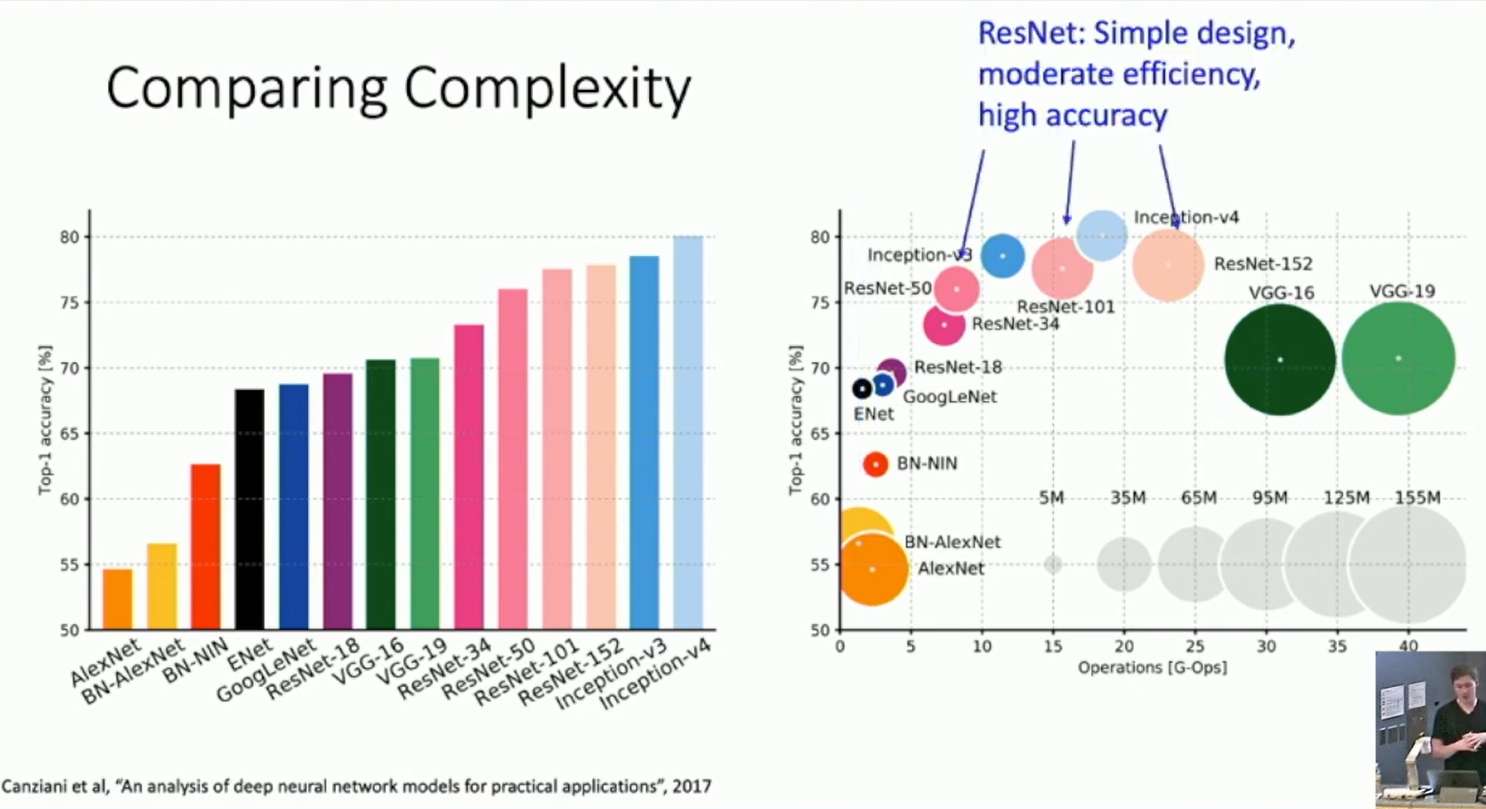 Comparing Complexity
ResNet: Simple design,
moderate efficiency,
high accuracy
Top-1 accuracy [%]
80
75
70
65
60
55
50
AlexNet
BN-AlexNet
BN-NIN
ENet
GoogLeNet
ResNet-18
VGG-16
VGG-19
ResNet-34
ResNet-50
ResNet-101
ResNet-152
Inception-v3
Inception-v4
Top-1 accuracy [%]
80
75
70
65
60
55
50
Inception-v4
Inception-v3
ResNet-152
ResNet-50
VGG-16
VGG-19
ResNet-101
ResNet-34
ResNet-18
GoogLeNet
ENet
BN-NIN
5M
35M
65M
95M
125M
155M
BN-AlexNet
AlexNet
0
5
10
15
20
25
30
35
40
Operations [G-Ops]
Canziani et al, “An analysis of deep neural network models for practical applications”, 2017